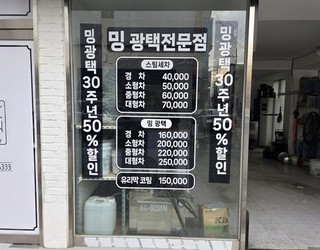 밍 광택전문점
밍광택30주년50%할인
스팀세차
경 차 40,000
소형차 50,000
중형차 60,000
대형차 70,000
밍 광택
경 차 160,000
소형차 200,000
중형차 220,000
대형차 250,000
유리막 코팅 150,000
밍광택30주년50%할인